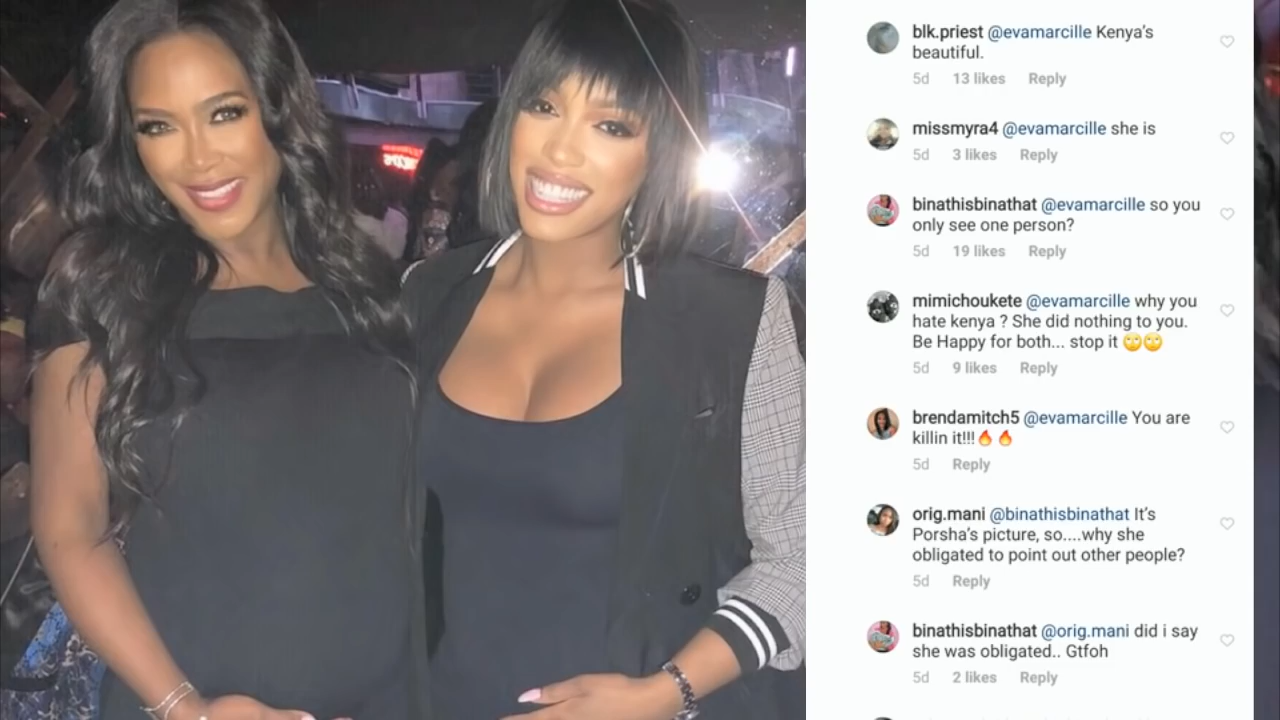 blk.priest @evamarcille Kenya's
beautiful.
5d 13 likes Reply
missmyra4 @evamarcille she is
5d 3 likes Reply
binathisbinathat @evamarcille so you
only see one person?
5d 19 likes Reply
mimichoukete @evamarcille why you
hate kenya ? She did nothing to you.
Be Happy for both... stop it 🙄🙄
5d 9 likes Reply
brendamitch5 @evamarcille You are
killin it!!!🔥🔥
5d Reply
orig.mani @binathisbinathat It's
Porsha's picture, so....why she
obligated to point out other people?
5d Reply
binathisbinathat @orig.mani did i say
she was obligated.. Gtfoh
5d 2 likes Reply